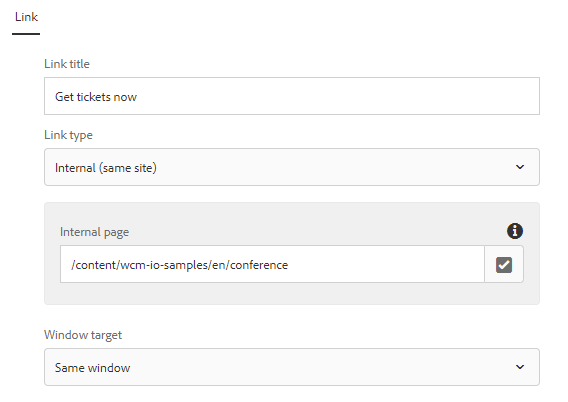 Link
Link title
Get tickets now
Link type
Internal (same site)
Internal page
/content/wcm-io-samples/en/conference
Window target
Same window